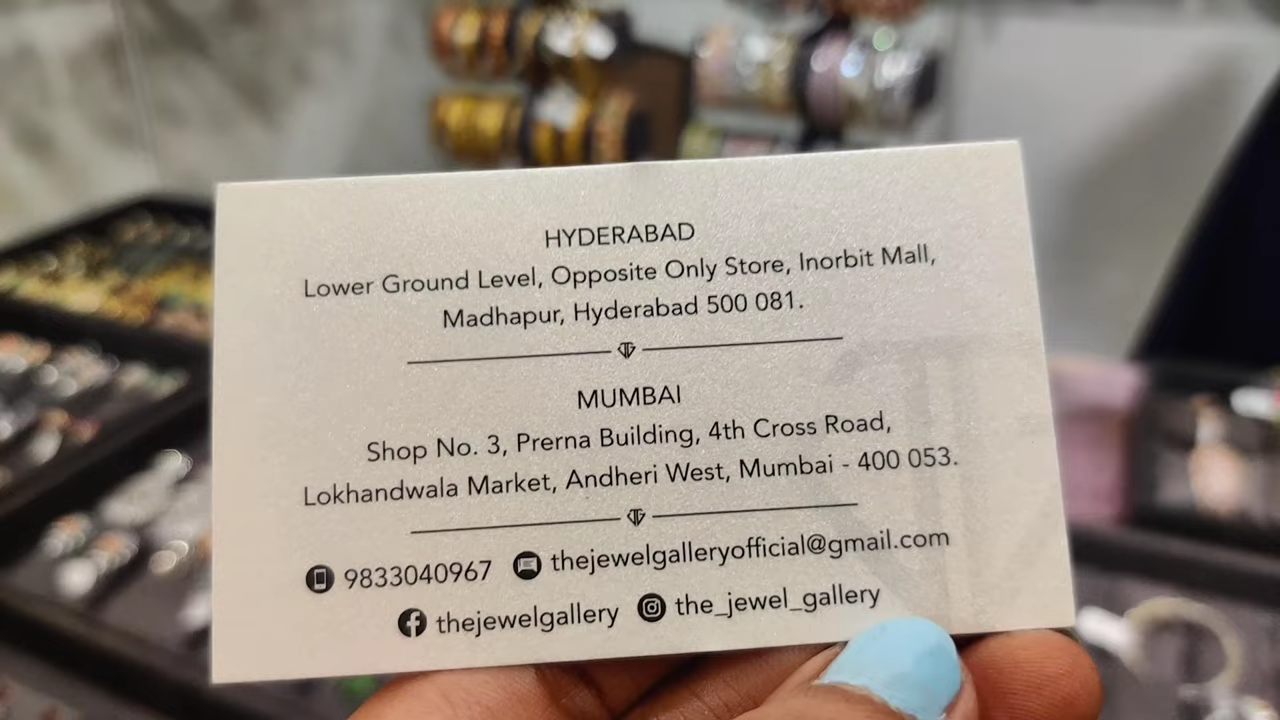 HYDERABAD
Lower Ground Level, Opposite Only Store, Inorbit Mall,
Madhapur, Hyderabad 500 081.
MUMBAI
Shop No. 3, Prerna Building, 4th Cross Road,
Lokhandwala Market, Andheri West, Mumbai - 400 053.
9833040967 thejewelgalleryofficial@gmail.com
thejewelgallery the_jewel_gallery